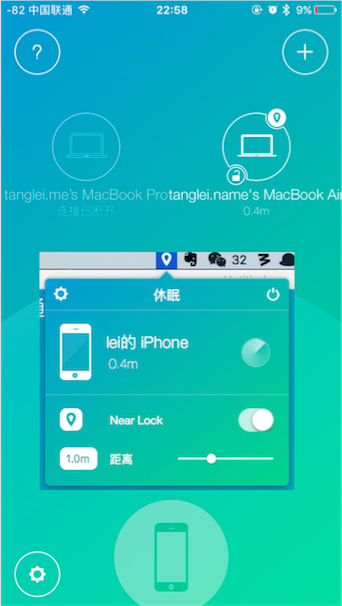 -82 中国联通 22:58 9%
?
tanglei.me's MacBook Pro tanglei.name's MacBook Air
连接已断开 0.4m
32
休眠
lei的 iPhone
0.4m
Near Lock
1.0m 距离